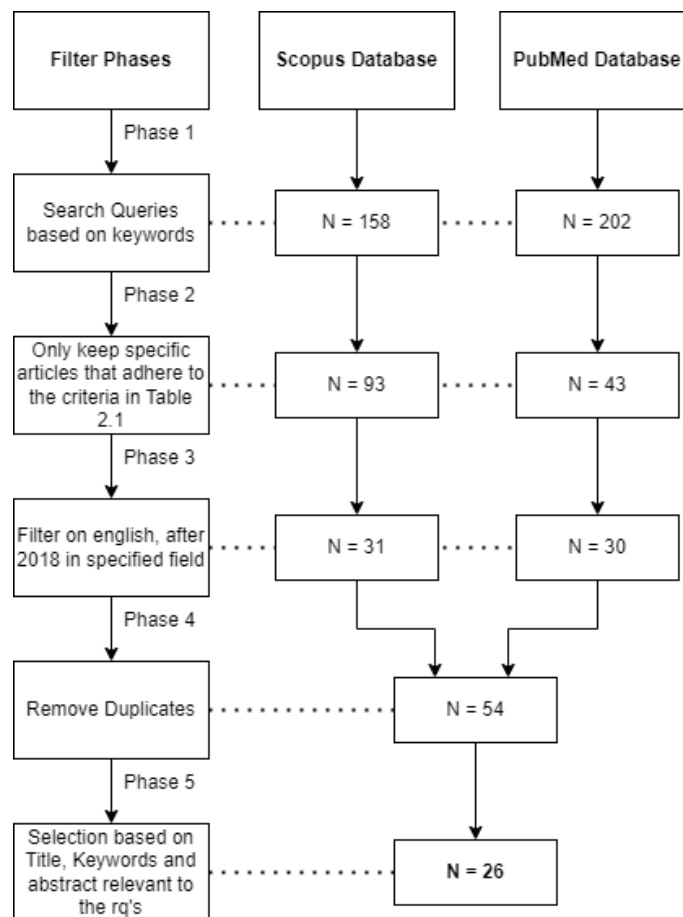 Filter Phases
Scopus Database
PubMed Database
Phase 1
Search Queries
based on keywords
N = 158
N = 202
Phase 2
Only keep specific
articles that adhere to
the criteria in Table
2.1
N = 93
N = 43
Phase 3
Filter on english, after
2018 in specified field
N = 31
N = 30
Phase 4
Remove Duplicates
N = 54
Phase 5
Selection based on
Title, Keywords and
abstract relevant to
the rq's
N = 26